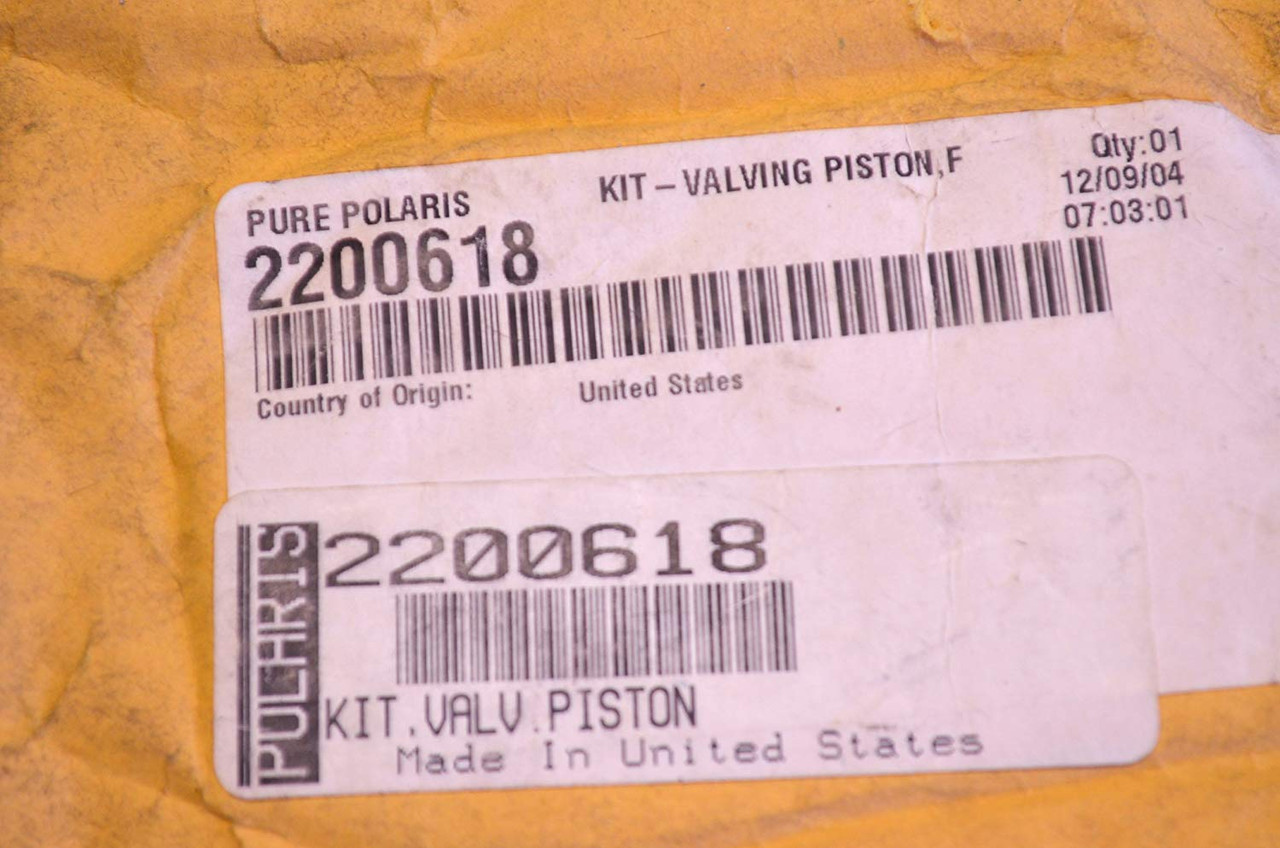 PURE POLARIS
KIT – VALVING PISTON,F
Qty:01
12/09/04
07:03:01
2200618
Country of Origin: United States
POLARIS
2200618
KIT.VALV.PISTON
Made In United States